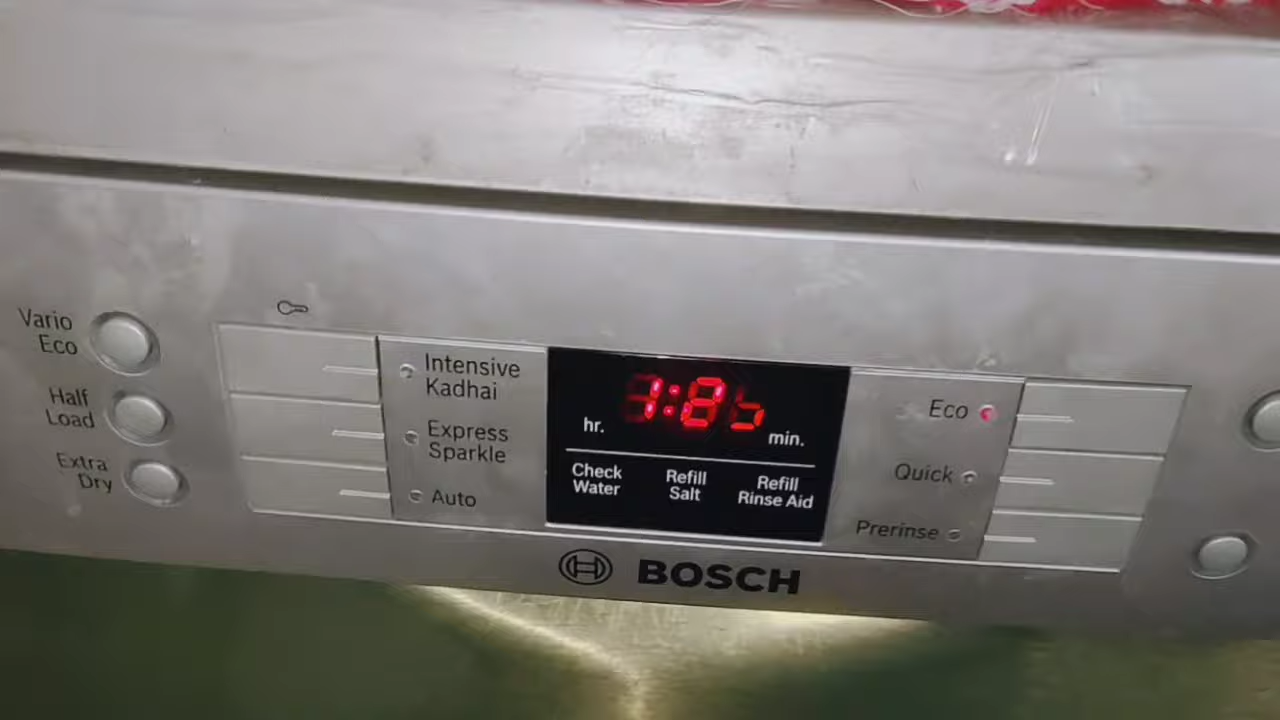 Vario
Eco
Half
Load
Extra
Dry
Intensive
Kadhai
Express
Sparkle
Auto
hr.
min.
Check
Water
Refill
Salt
Refill
Rinse Aid
Eco
Quick
Prerinse
BOSCH